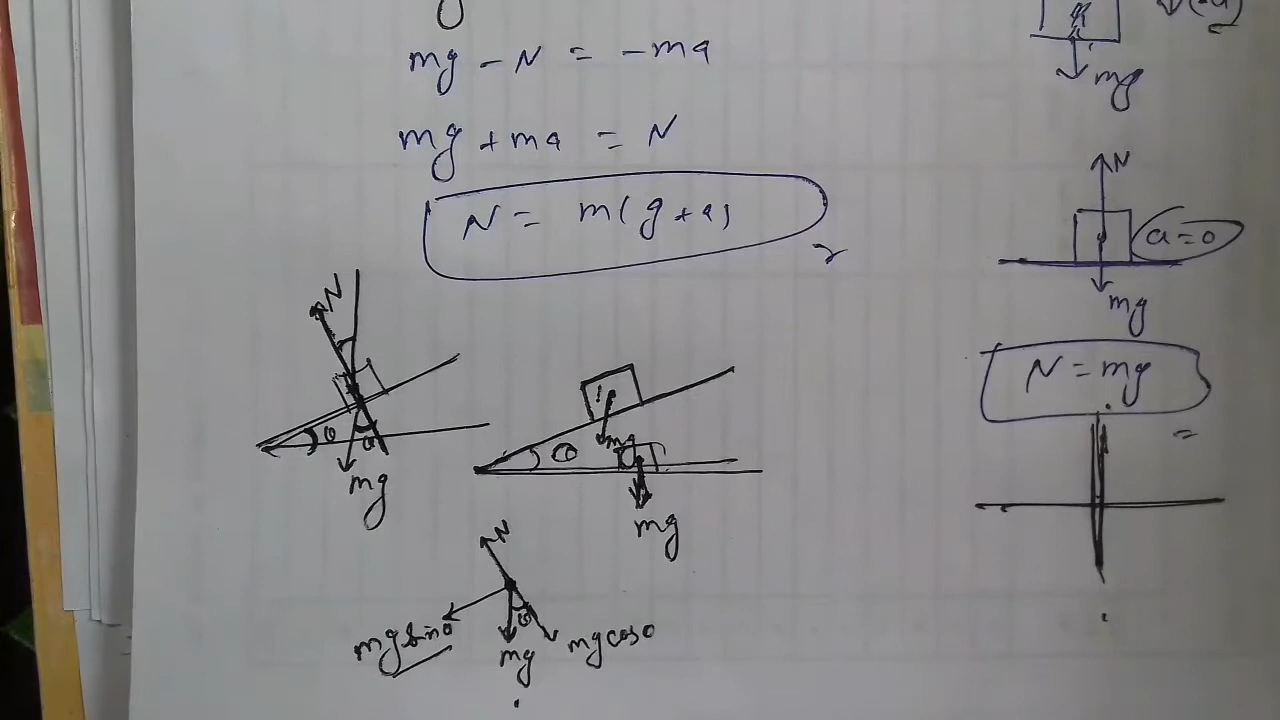 mg - N = -ma
mg
mg + ma = N
N
N = m(g+a)
a=0
mg
N
N = mg
θ
θ
mg
θ
mg
mg
N
mg sinθ
θ
mg
mg cosθ